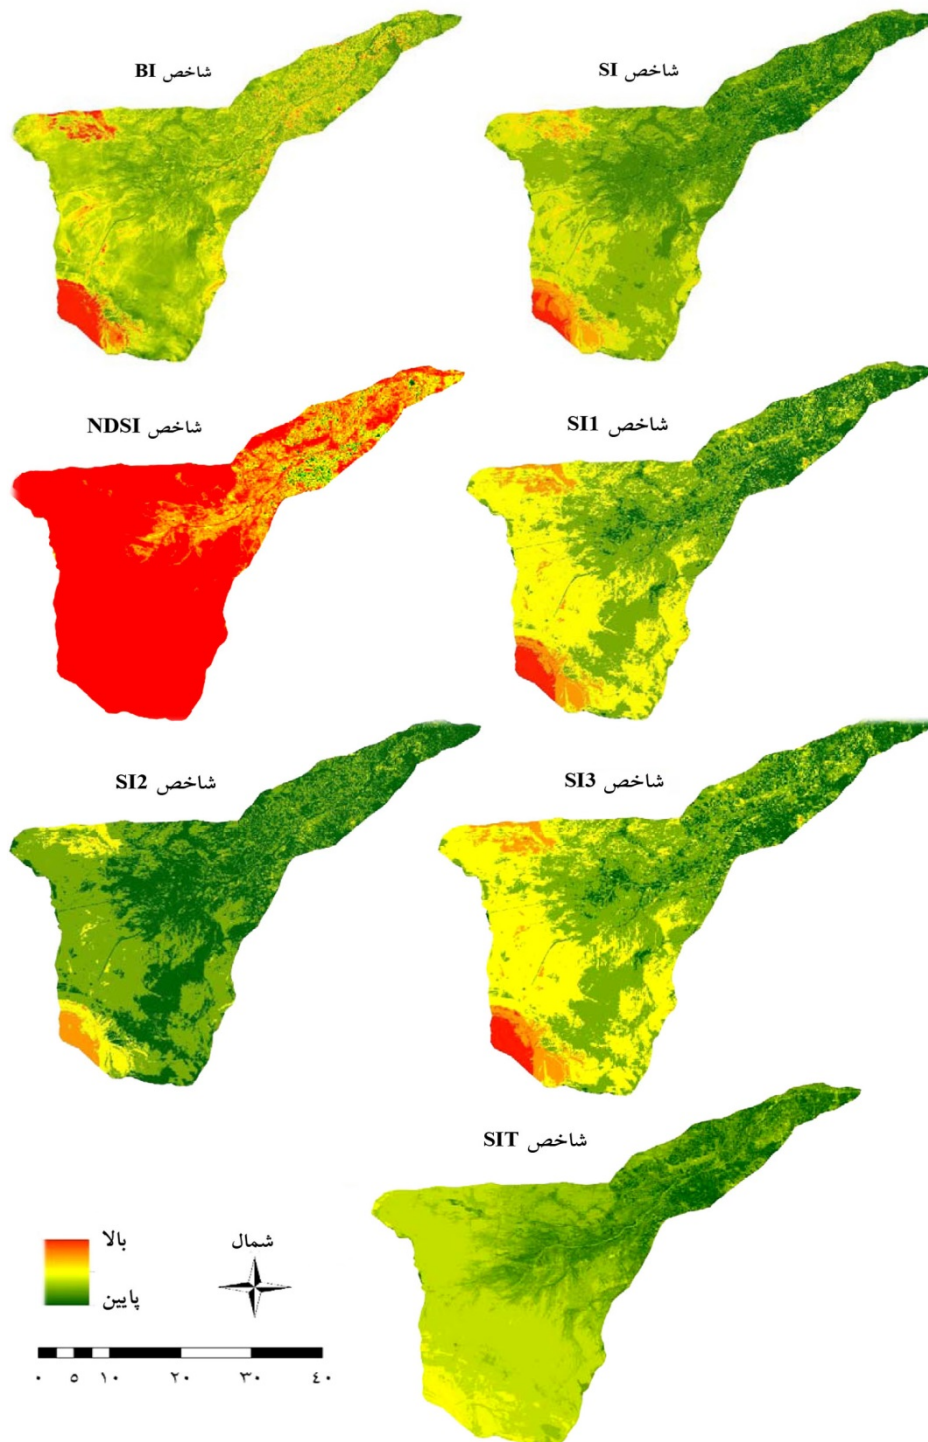 شاخص BI
شاخص SI
شاخص NDSI
شاخص SI1
شاخص SI2
شاخص SI3
شاخص SIT
بالا
پایین
شمال
۰ ۵ ۱۰ ۲۰ ۳۰ ٤۰